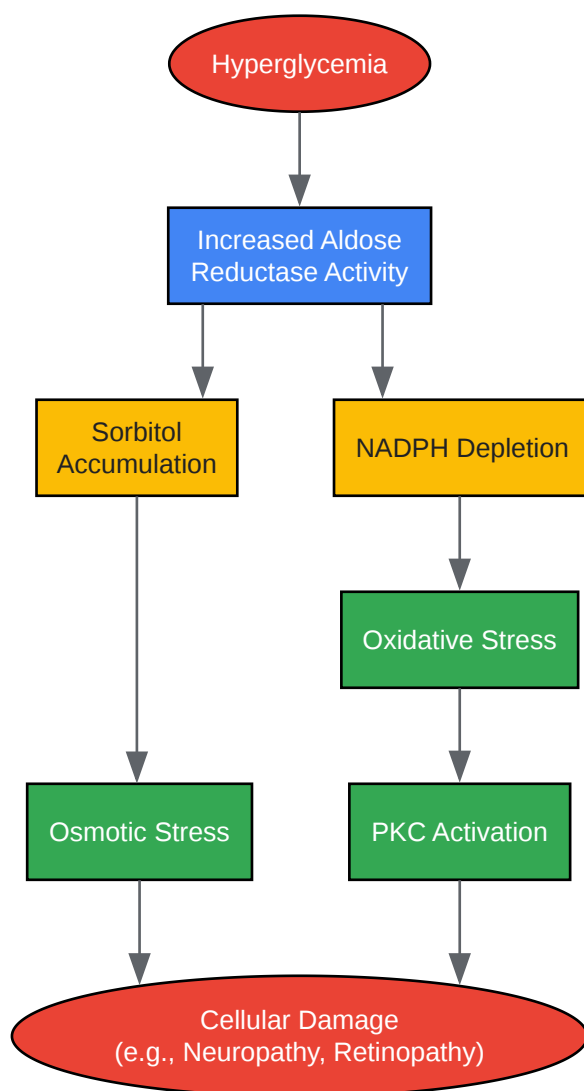 Hyperglycemia
Increased Aldose
Reductase Activity
Sorbitol
Accumulation
NADPH Depletion
Oxidative Stress
Osmotic Stress
PKC Activation
Cellular Damage
(e.g., Neuropathy, Retinopathy)